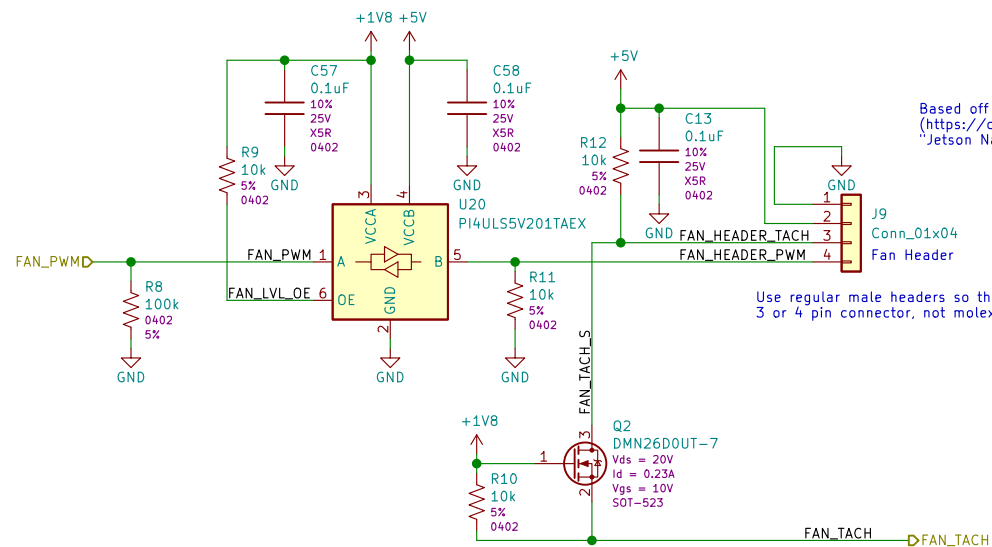 +1V8 +5V
C57
0.1uF
10%
25V
X5R
0402
GND
C58
0.1uF
10%
25V
X5R
0402
GND
R9
10k
5%
0402
3
4
VCCA
VCCB
U20
PI4ULS5V201TAEX
FAN_PWM
FAN_PWM
1
A
B
5
FAN_LVL_OE
6
OE
GND
2
GND
R8
100k
0402
5%
GND
R11
10k
5%
0402
GND
+5V
R12
10k
5%
0402
C13
0.1uF
10%
25V
X5R
0402
GND
Based off
"Jetson
GND
1
2
3
4
J9
Conn_01x04
Fan Header
FAN_HEADER_TACH
FAN_HEADER_PWM
Use regular male headers so
3 or 4 pin connector, not
FAN_TACH_S
+1V8
R10
10k
5%
0402
1
3
2
Q2
DMN26D0UT-7
Vds = 20V
Id = 0.23A
Vgs = 10V
SOT-523
FAN_TACH
FAN_TACH